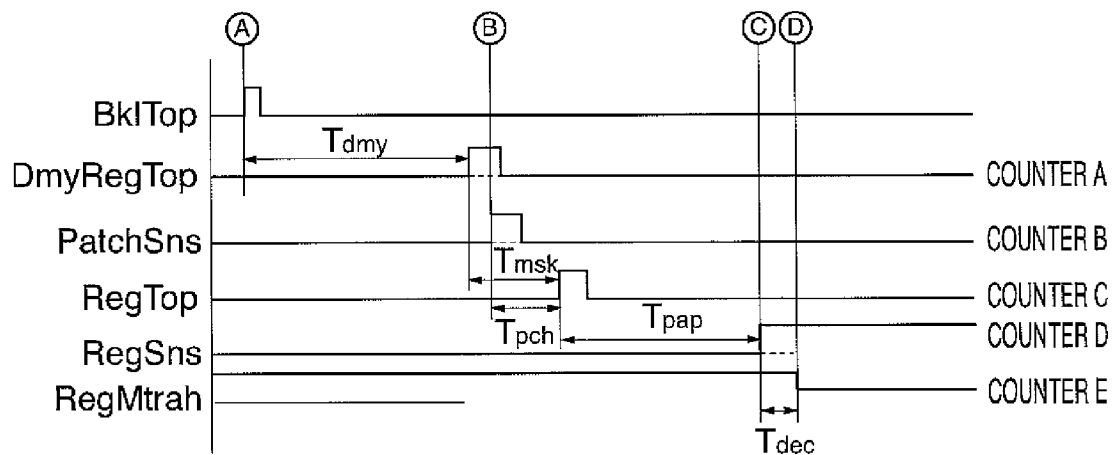 A B C D
BklTop
Tdmy
DmyRegTop COUNTER A
PatchSns COUNTER B
Tmsk
RegTop COUNTER C
Tpch Tpap COUNTER D
RegSns
RegMtrah COUNTER E
Tdec